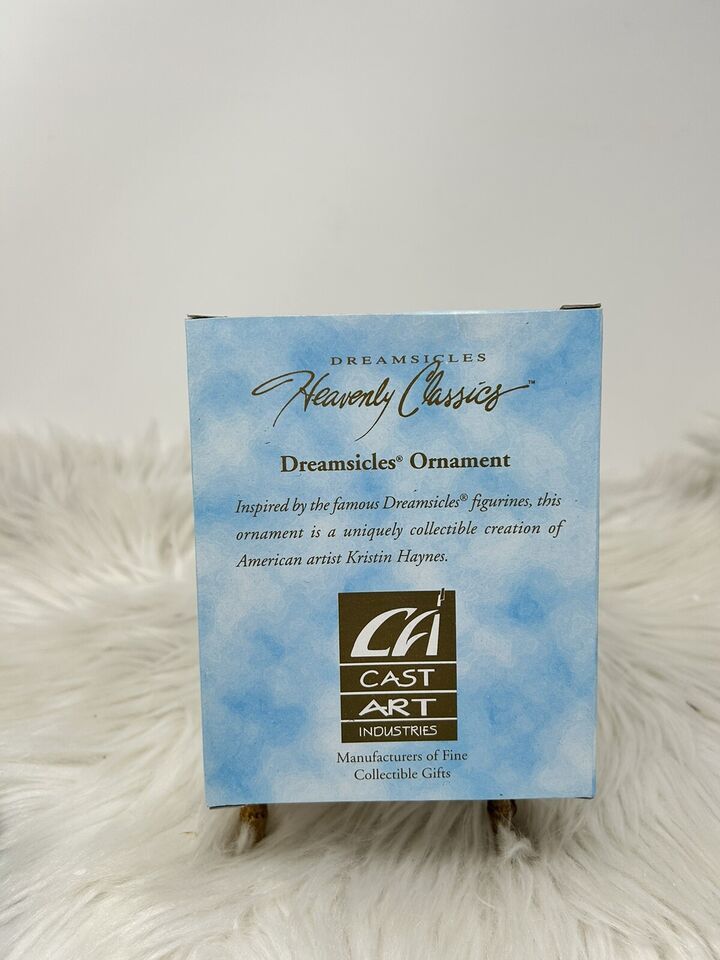 DREAMSICLES
Heavenly Classics™
Dreamsicles® Ornament
Inspired by the famous Dreamsicles® figurines, this
ornament is a uniquely collectible creation of
American artist Kristin Haynes.
CA
CAST
ART
INDUSTRIES
Manufacturers of Fine
Collectible Gifts